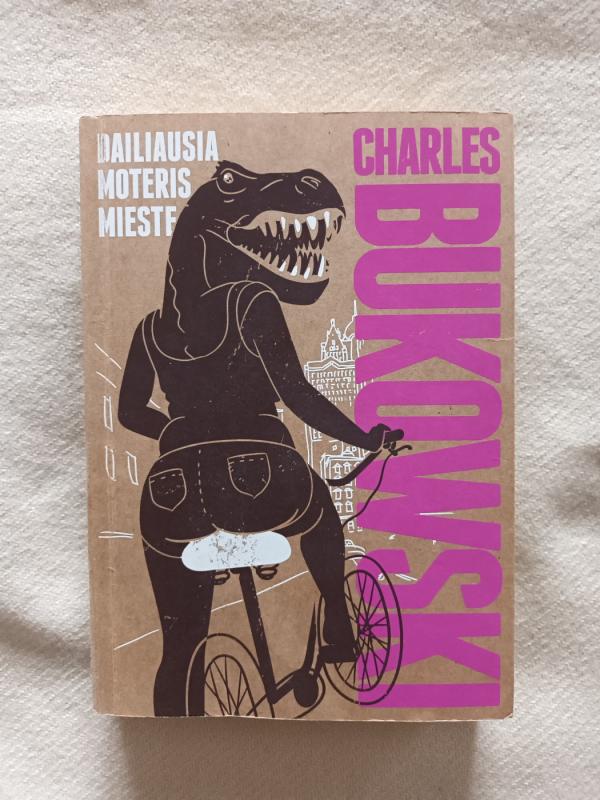 DAILIAUSIA
MOTERIS
MIESTE
CHARLES
BUKOWSKI